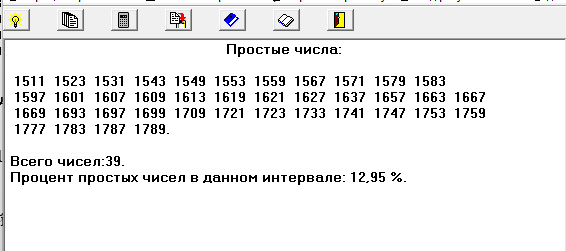 Простые числа:
1511 1523 1531 1543 1549 1553 1559 1567 1571 1579 1583
1597 1601 1607 1609 1613 1619 1621 1627 1637 1657 1663 1667
1669 1693 1697 1699 1709 1721 1723 1733 1741 1747 1753 1759
1777 1783 1787 1789.
Всего чисел:39.
Процент простых чисел в данном интервале: 12,95 %.